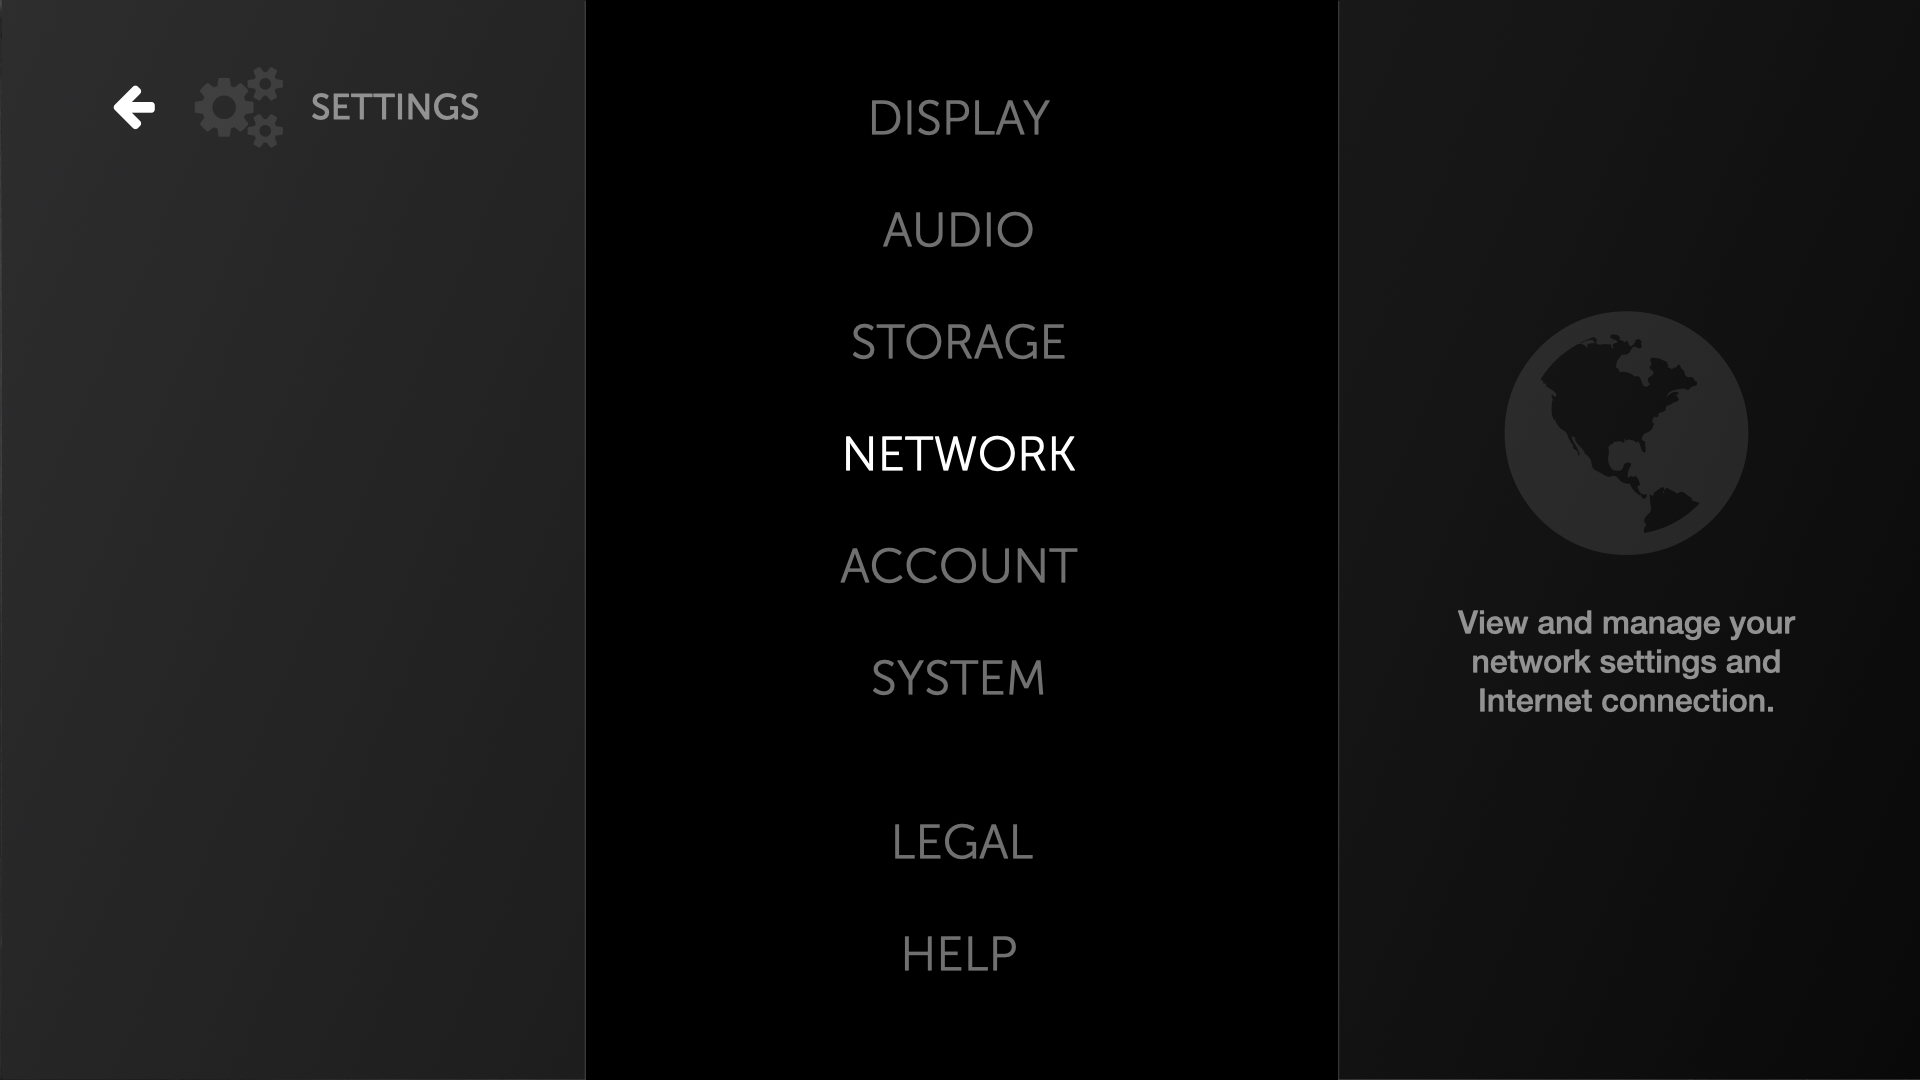 SETTINGS
DISPLAY
AUDIO
STORAGE
NETWORK
ACCOUNT
SYSTEM
LEGAL
HELP
View and manage your
network settings and
Internet connection.